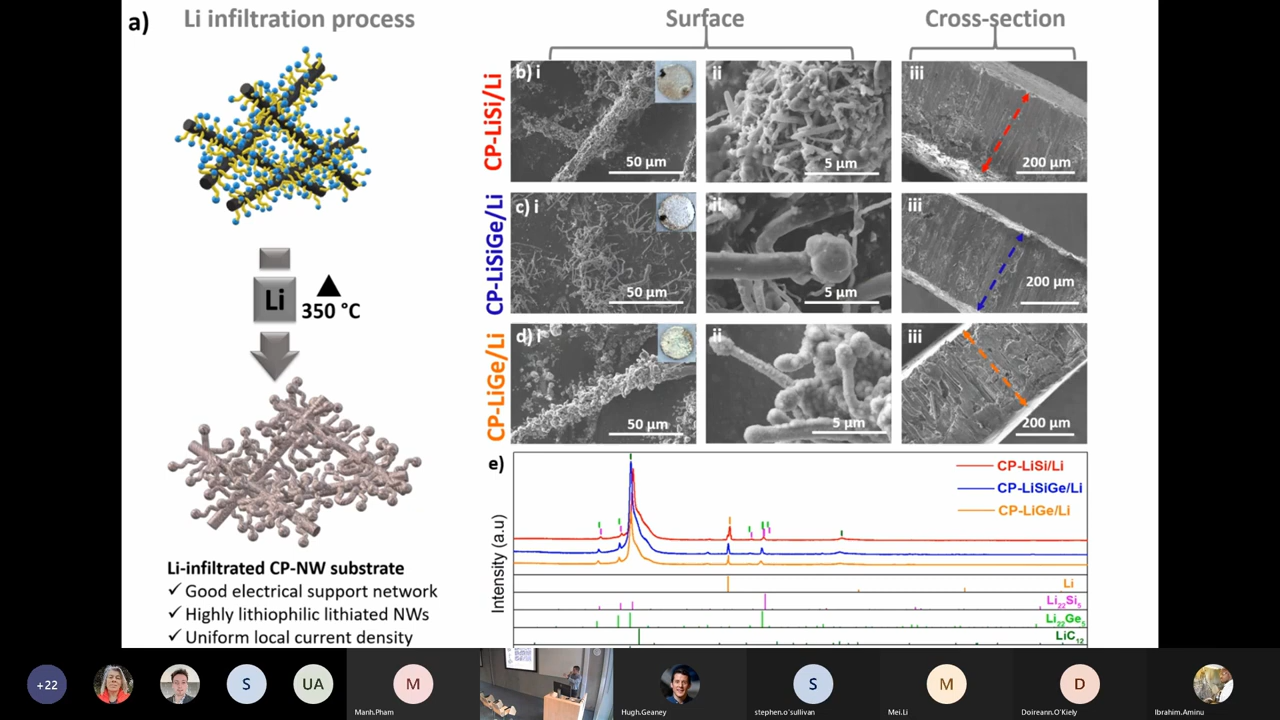 a)
Li infiltration process
Li
350 °C
Li-infiltrated CP-NW substrate
✓ Good electrical support network
✓ Highly lithiophilic lithiated NWs
✓ Uniform local current density
Surface
Cross-section
CP-LiSi/Li
b) i
50 µm
ii
5 µm
iii
200 µm
CP-LiSiGe/Li
c) i
50 µm
ii
5 µm
iii
200 µm
CP-LiGe/Li
d) i
50 µm
ii
5 µm
iii
200 µm
e)
Intensity (a.u)
CP-LiSi/Li
CP-LiSiGe/Li
CP-LiGe/Li
Li
Li₂₂Si₅
Li₂₂Ge₅
LiC₁₂
+22
S
UA
M
Manh.Pham
Hugh.Geaney
S
stephen.o'sullivan
M
Mei.Li
D
Doireann.O'Kiely
Ibrahim.Aminu